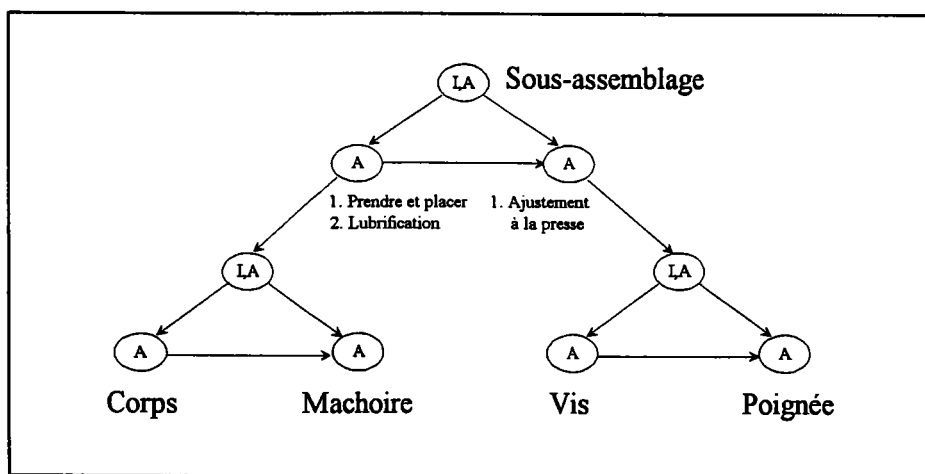 I,A Sous-assemblage
A A
1. Prendre et placer 1. Ajustement
2. Lubrification à la presse
I,A I,A
A A A A
Corps Machoire Vis Poignée